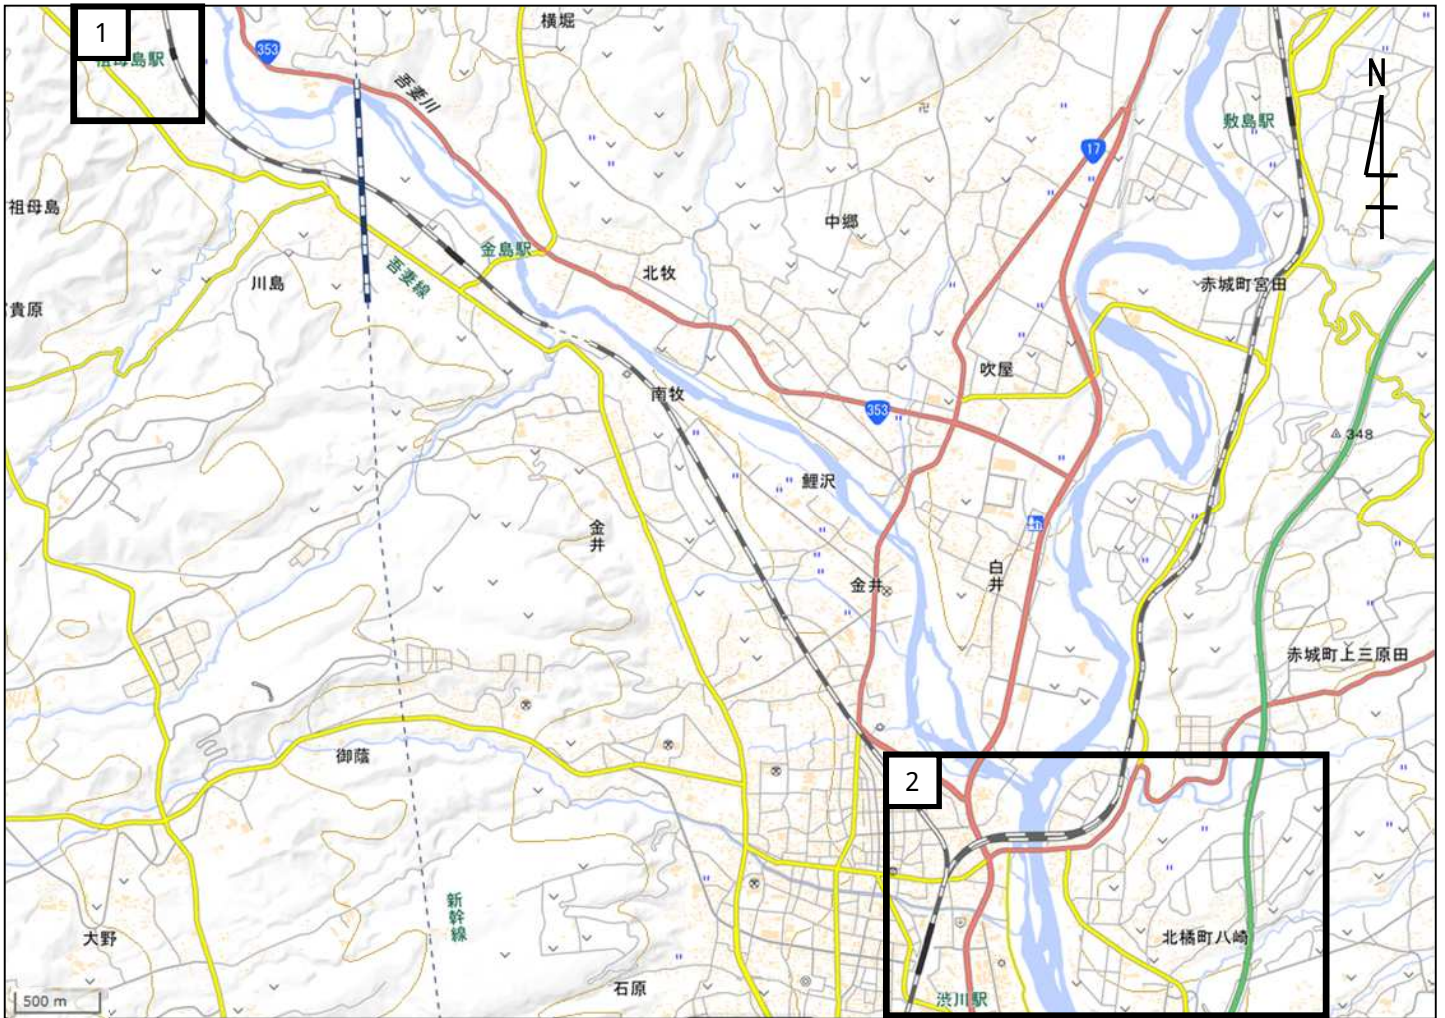 1
横堀
353
祖母島駅
吾妻川
N
敷島駅
17
祖母島
中郷
金島駅
吾妻線
北牧
川島
赤城町宮田
貴原
吹屋
南牧
353
348
鯉沢
金井
白井
金井
赤城町上三原田
御蔭
2
新幹線
大野
北橘町八崎
石原
渋川駅
500 m